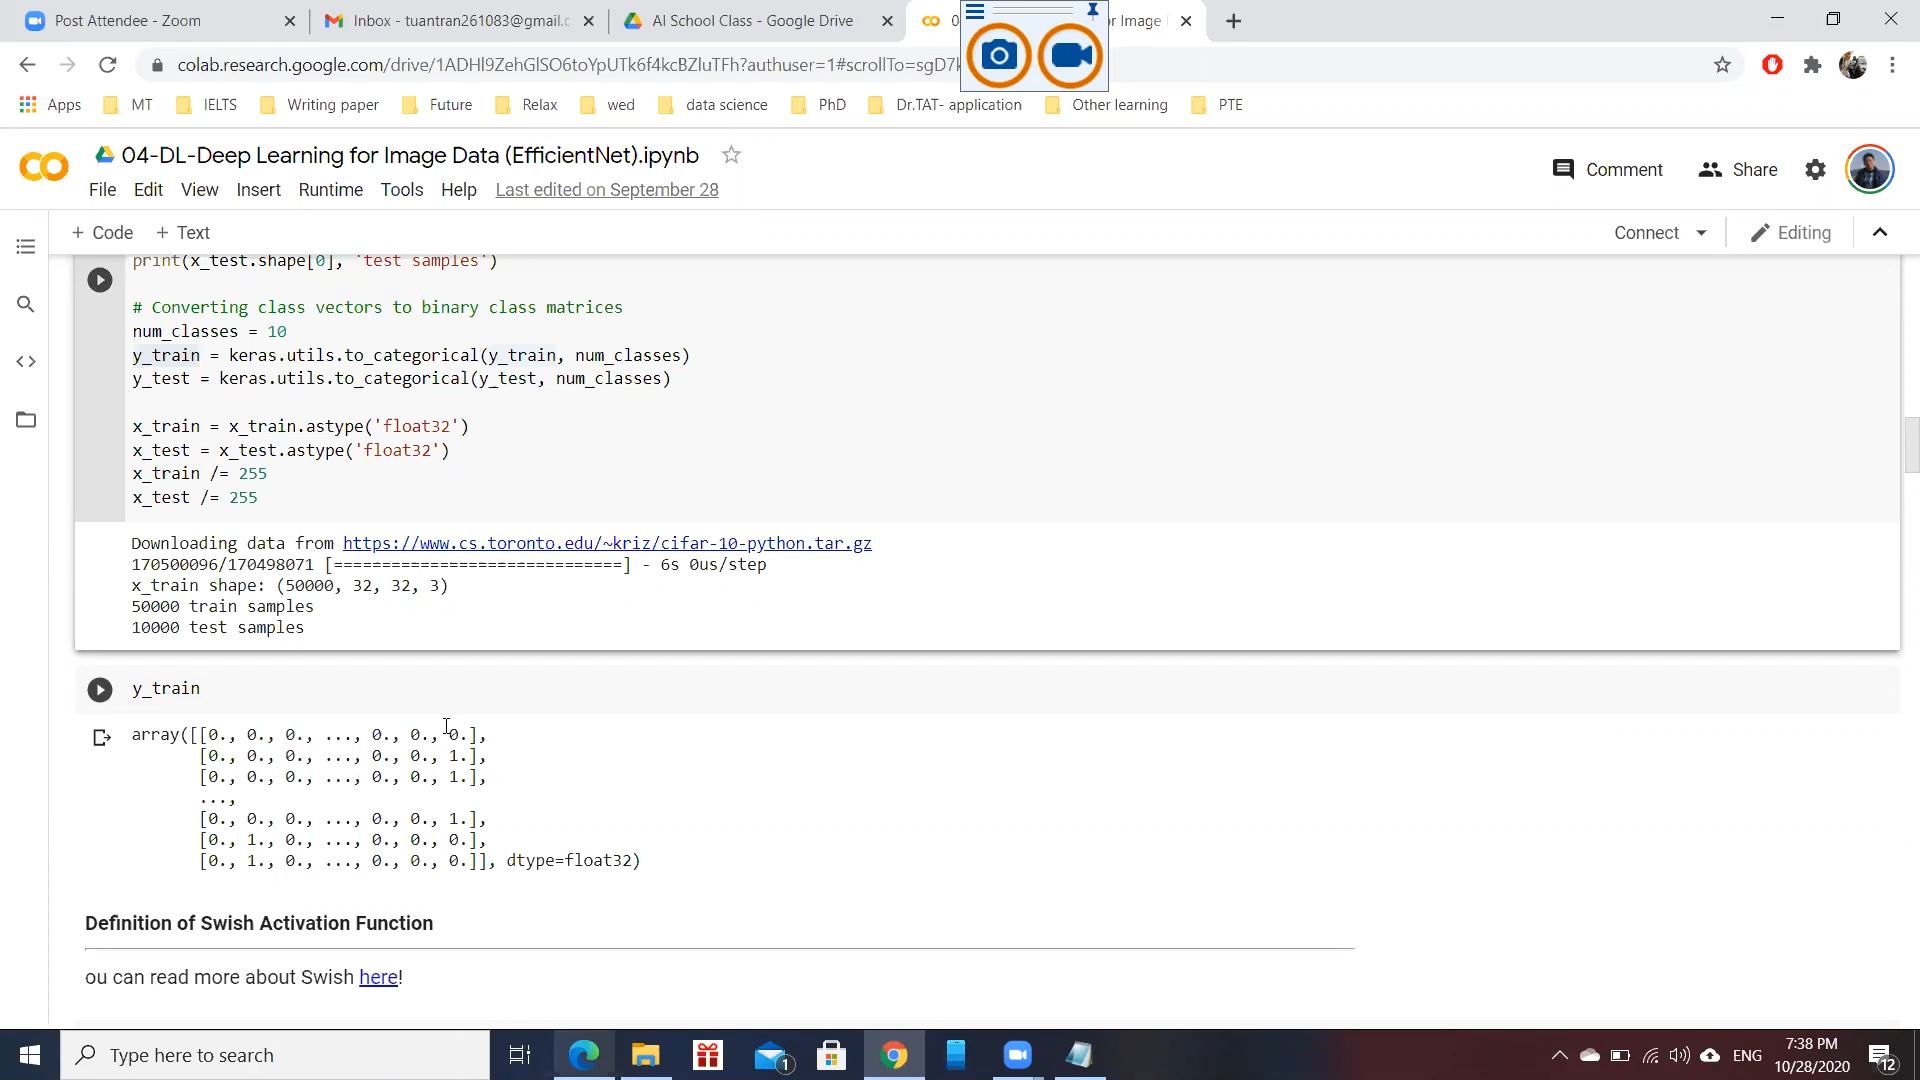 Post Attendee - Zoom
Inbox - tuantran261083@gmail.c
AI School Class - Google Drive
or Image
colab.research.google.com/drive/1ADHl9ZehGlSO6toYpUTk6f4kcBZluTFh?authuser=1#scrollTo=sgD7k
Apps MT IELTS Writing paper Future Relax wed data science PhD Dr.TAT- application Other learning PTE
04-DL-Deep Learning for Image Data (EfficientNet).ipynb
Comment Share
File Edit View Insert Runtime Tools Help Last edited on September 28
+ Code + Text
Connect Editing
print(x_test.shape[0], 'test samples')
# Converting class vectors to binary class matrices
num_classes = 10
y_train = keras.utils.to_categorical(y_train, num_classes)
y_test = keras.utils.to_categorical(y_test, num_classes)
x_train = x_train.astype('float32')
x_test = x_test.astype('float32')
x_train /= 255
x_test /= 255
Downloading data from https://www.cs.toronto.edu/~kriz/cifar-10-python.tar.gz
170500096/170498071 [==============================] - 6s 0us/step
x_train shape: (50000, 32, 32, 3)
50000 train samples
10000 test samples
y_train
array([[0., 0., 0., ..., 0., 0., 0.],
[0., 0., 0., ..., 0., 0., 1.],
[0., 0., 0., ..., 0., 0., 1.],
...,
[0., 0., 0., ..., 0., 0., 1.],
[0., 1., 0., ..., 0., 0., 0.],
[0., 1., 0., ..., 0., 0., 0.]], dtype=float32)
Definition of Swish Activation Function
ou can read more about Swish here!
Type here to search
1
ENG
7:38 PM
10/28/2020
12